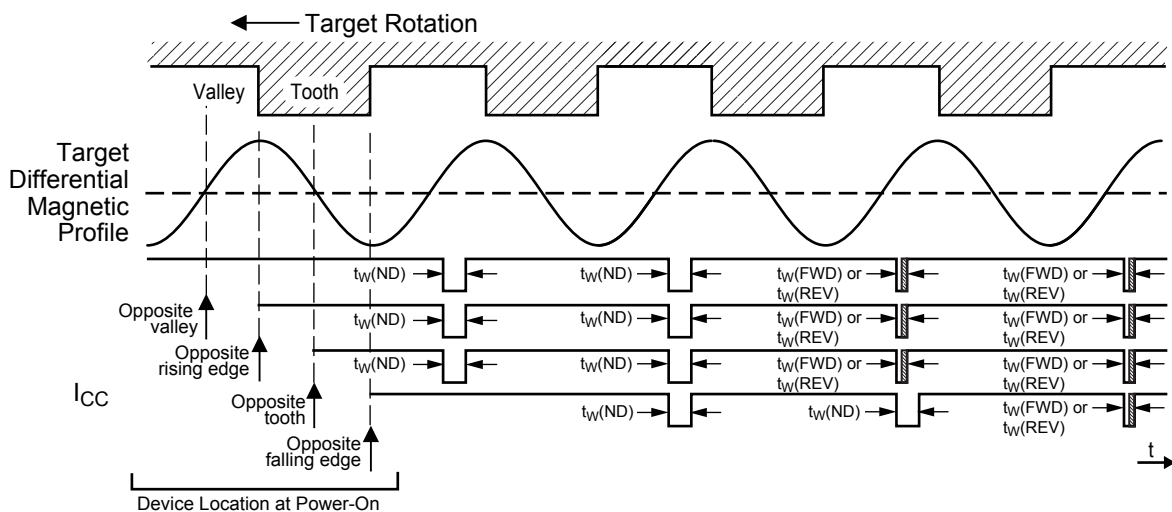 Target Rotation
Valley
Tooth
Target
Differential
Magnetic
Profile
tW(ND)
tW(ND)
tW(FWD) or
tW(REV)
tW(FWD) or
tW(REV)
Opposite
valley
tW(ND)
tW(ND)
tW(FWD) or
tW(REV)
tW(FWD) or
tW(REV)
Opposite
rising edge
tW(ND)
tW(ND)
tW(FWD) or
tW(REV)
tW(FWD) or
tW(REV)
ICC
Opposite
tooth
tW(ND)
tW(ND)
tW(FWD) or
tW(REV)
Opposite
falling edge
t
Device Location at Power-On